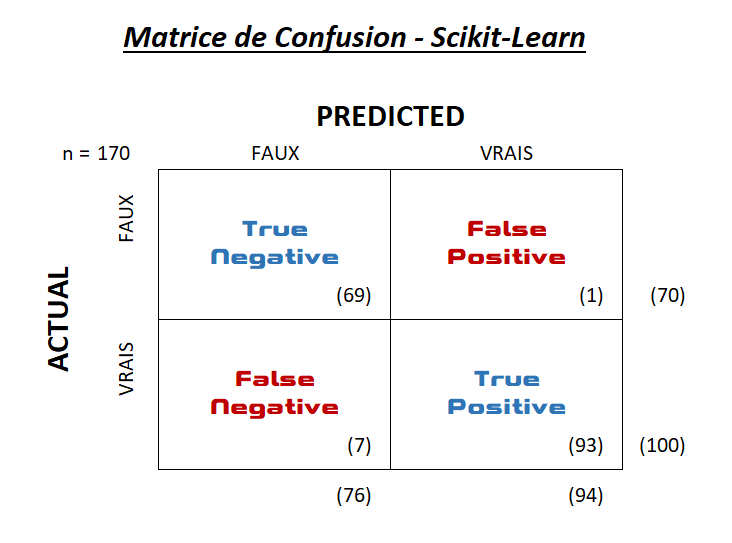 Matrice de Confusion - Scikit-Learn
PREDICTED
n = 170 FAUX VRAIS
FAUX
True
Negative
(69)
False
Positive
(1)
(70)
ACTUAL
VRAIS
False
Negative
(7)
True
Positive
(93)
(100)
(76) (94)